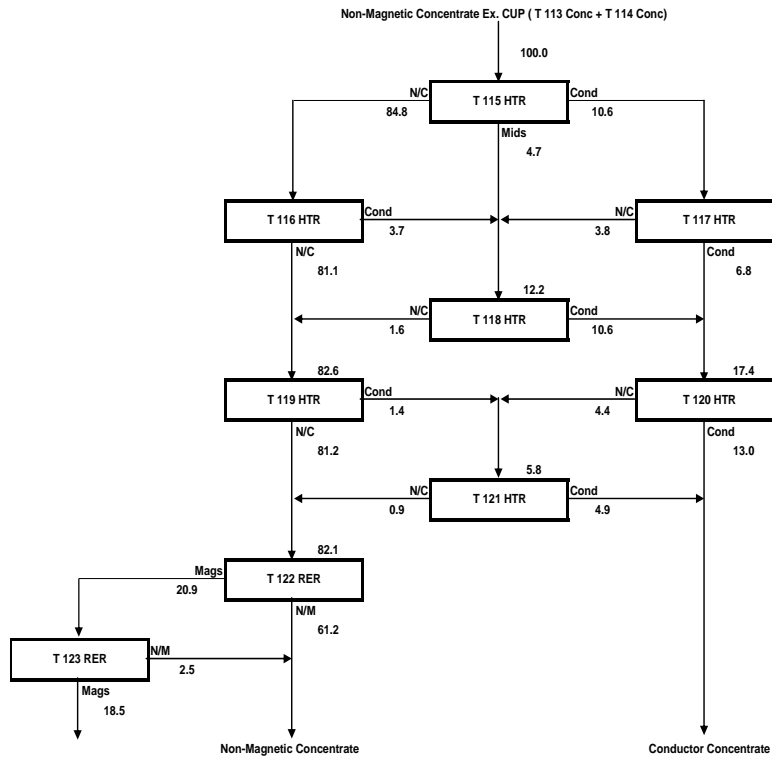 Non-Magnetic Concentrate Ex. CUP ( T 113 Conc + T 114 Conc)
100.0
N/C
T 115 HTR
Cond
84.8
10.6
Mids
4.7
T 116 HTR
Cond
3.7
N/C
3.8
T 117 HTR
N/C
81.1
Cond
6.8
12.2
N/C
1.6
T 118 HTR
Cond
10.6
82.6
17.4
T 119 HTR
Cond
1.4
N/C
4.4
T 120 HTR
N/C
81.2
Cond
13.0
5.8
N/C
0.9
T 121 HTR
Cond
4.9
82.1
Mags
20.9
T 122 RER
N/M
61.2
T 123 RER
N/M
2.5
Mags
18.5
Non-Magnetic Concentrate
Conductor Concentrate